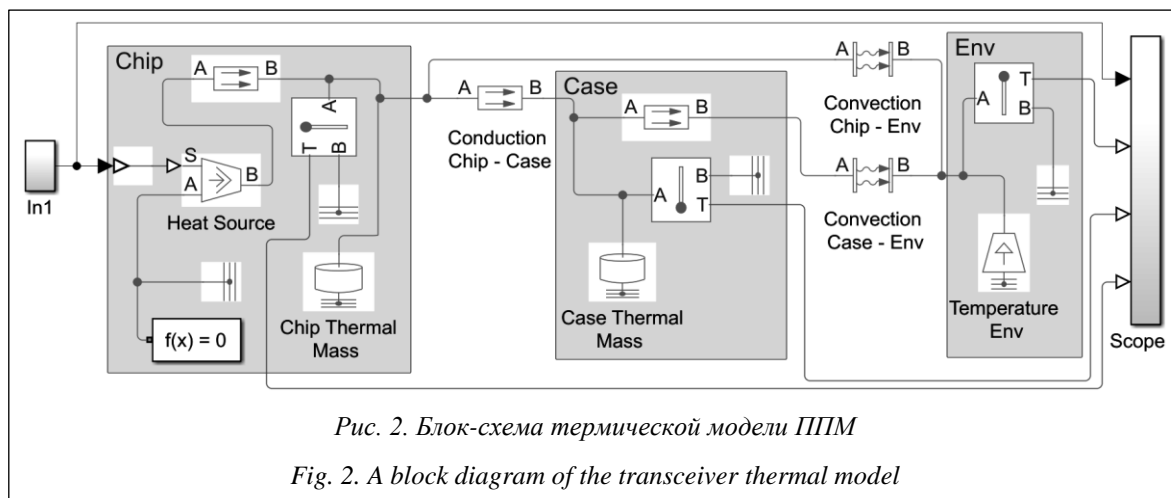 Chip
A
B
A
T
B
S
A
B
In1
Heat Source
f(x) = 0
Chip Thermal
Mass
A
B
Conduction
Chip - Case
Case
A
B
A
B
T
Case Thermal
Mass
A
B
Convection
Chip - Env
A
B
Convection
Case - Env
Env
A
T
B
Temperature
Env
Scope
Рис. 2. Блок-схема термической модели ППМ
Fig. 2. A block diagram of the transceiver thermal model